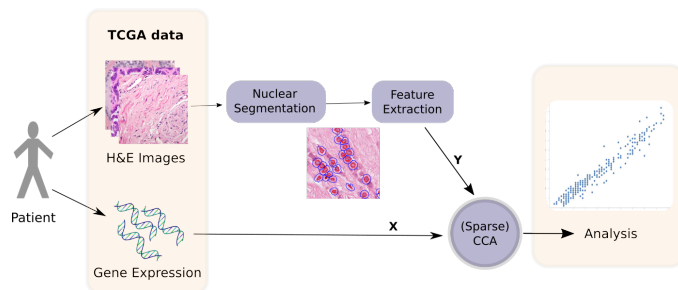 TCGA data
H&E Images
Nuclear
Segmentation
Feature
Extraction
Patient
Gene Expression
Y
X
(Sparse)
CCA
Analysis